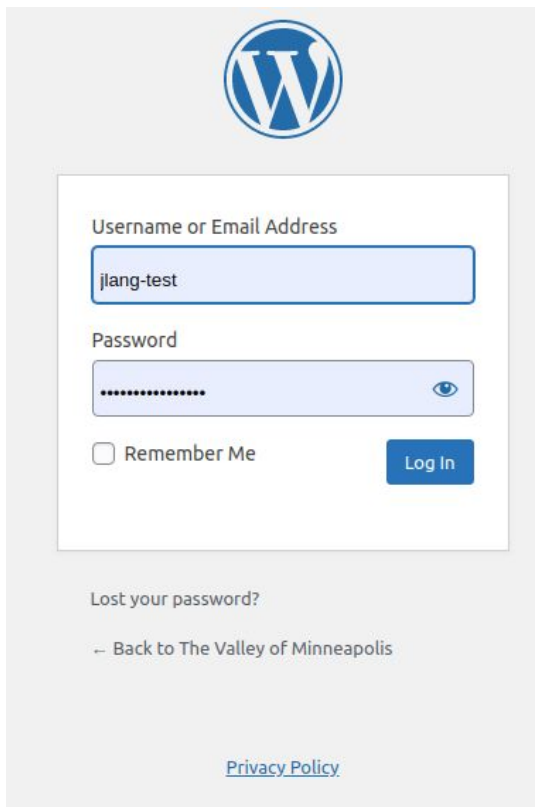 Username or Email Address
jlang-test
Password
••••••••••••••••
Remember Me
Log In
Lost your password?
← Back to The Valley of Minneapolis
Privacy Policy